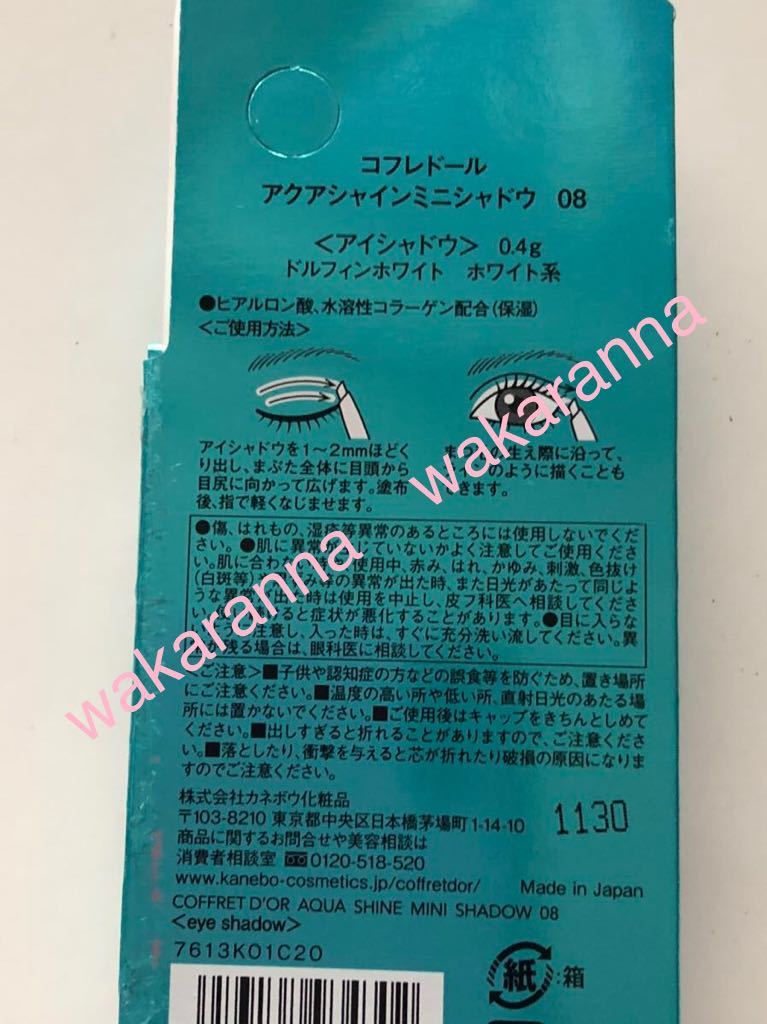 コフレドール
アクアシャインミニシャドウ 08
＜アイシャドウ＞ 0.4g
ドルフィンホワイト ホワイト系
●ヒアルロン酸、水溶性コラーゲン配合（保湿）
＜ご使用方法＞
アイシャドウを1～2mmほどく
り出し、まぶた全体に目頭から
目尻に向かって広げます。塗布
後、指で軽くなじませます。
生え際に沿って、
のように描くことも
きます。
●傷、はれもの、湿疹等異常のあるところには使用しないでくだ
さい。●肌に異常が じていないかよく注意してご使用くださ
い。肌に合わない 使用中、赤み、はれ、かゆみ、刺激、色抜け
(白斑等) み等の異常が出た時、また日光があたって同じよ
うな異常 出た時は使用を中止し、皮フ科医へ相談してくださ
ると症状が悪化することがあります。●目に入らな
注意し、入った時は、すぐに充分洗い流してください。異
残る場合は、眼科医に相談してください。
＜ご注意＞■子供や認知症の方などの誤食等を防ぐため、置き場所
にご注意ください。■温度の高い所や低い所、直射日光のあたる場
所には置かないでください。■ご使用後はキャップをきちんとしめて
ください。■出しすぎると折れることがありますので、ご注意くださ
い。■落としたり、衝撃を与えると芯が折れたり破損の原因になりま
すのでご注意ください。
株式会社カネボウ化粧品
〒103-8210 東京都中央区日本橋茅場町1-14-10
1130
商品に関するお問合せや美容相談は
消費者相談室 0120-518-520
www.kanebo-cosmetics.jp/coffretdor/ Made in Japan
COFFRET D'OR AQUA SHINE MINI SHADOW 08
<eye shadow>
7613K01C20
紙:箱
wakaranna
wakaranna